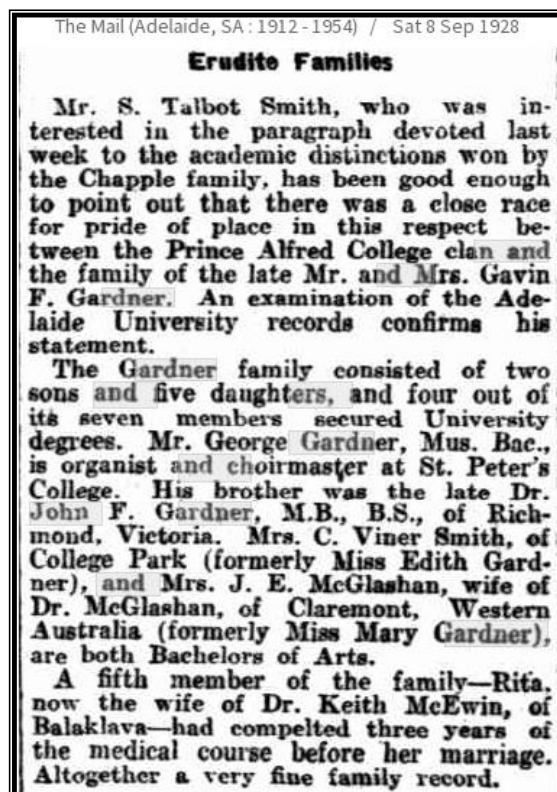 The Mail (Adelaide, SA : 1912 - 1954) / Sat 8 Sep 1928
Erudite Families
Mr. S. Talbot Smith, who was in-
terested in the paragraph devoted last
week to the academic distinctions won by
the Chapple family, has been good enough
to point out that there was a close race
for pride of place in this respect be-
tween the Prince Alfred College clan and
the family of the late Mr. and Mrs. Gavin
F. Gardner. An examination of the Ade-
laide University records confirms his
statement.
The Gardner family consisted of two
sons and five daughters, and four out of
its seven members secured University
degrees. Mr. George Gardner, Mus. Bac.,
is organist and choirmaster at St. Peter's
College. His brother was the late Dr.
John F. Gardner, M.B., B.S., of Rich-
mond, Victoria. Mrs. C. Viner Smith, of
College Park (formerly Miss Edith Gard-
ner), and Mrs. J. E. McGlashan, wife of
Dr. McGlashan, of Claremont, Western
Australia (formerly Miss Mary Gardner),
are both Bachelors of Arts.
A fifth member of the family—Rita,
now the wife of Dr. Keith McEwin, of
Balaklava—had compelted three years of
the medical course before her marriage.
Altogether a very fine family record.